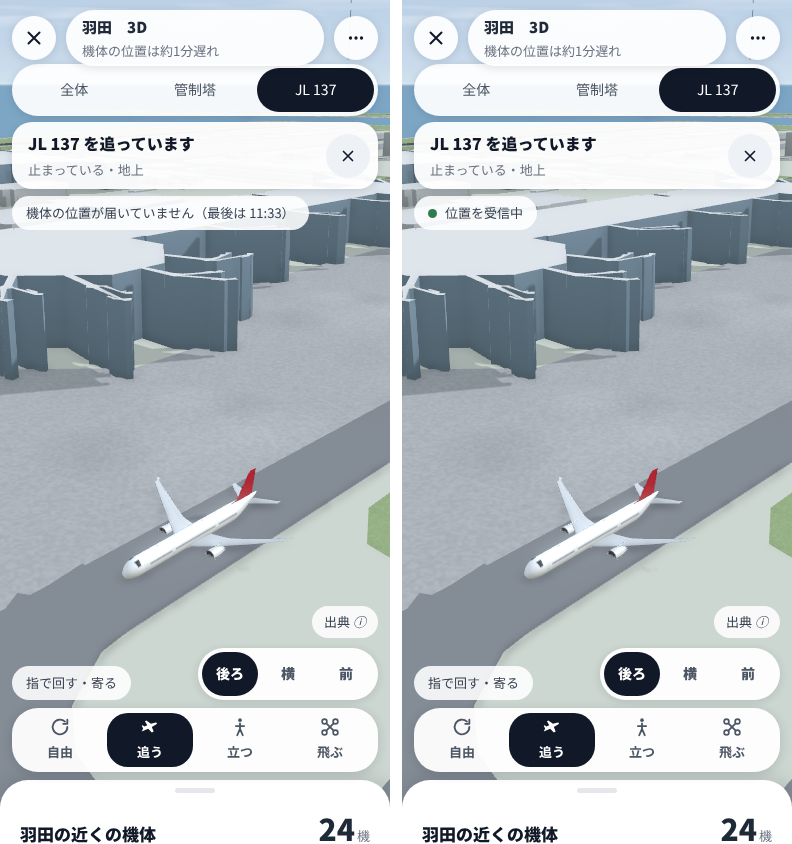 羽田　3D
機体の位置は約1分遅れ
全体
管制塔
JL 137
JL 137 を追っています
止まっている・地上
機体の位置が届いていません（最後は 11:33）
出典 ⓘ
後ろ
横
前
指で回す・寄る
自由
追う
立つ
飛ぶ
羽田の近くの機体
24機
羽田　3D
機体の位置は約1分遅れ
全体
管制塔
JL 137
JL 137 を追っています
止まっている・地上
位置を受信中
出典 ⓘ
後ろ
横
前
指で回す・寄る
自由
追う
立つ
飛ぶ
羽田の近くの機体
24機